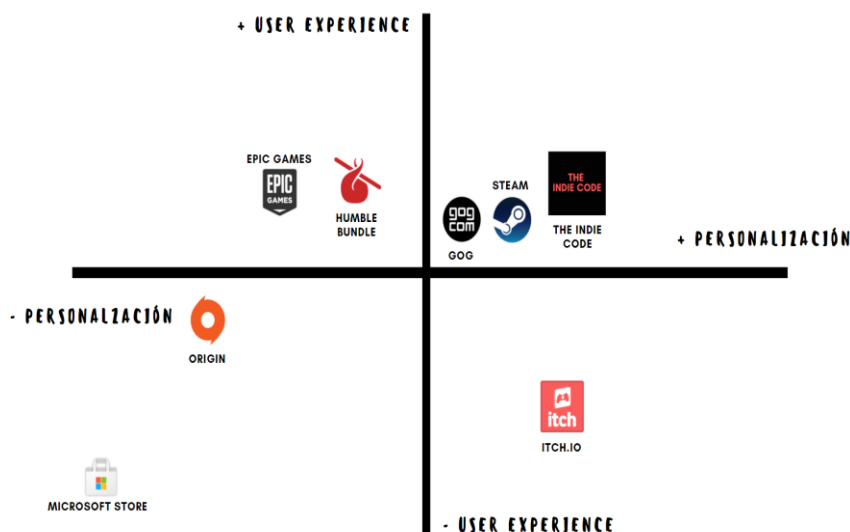 + USER EXPERIENCE
EPIC GAMES
EPIC
GAMES
HUMBLE
BUNDLE
STEAM
gog
com
GOG
THE
INDIE CODE
THE INDIE
CODE
+ PERSONALIZACIÓN
- PERSONALZACIÓN
ORIGIN
itch
ITCH.IO
MICROSOFT STORE
- USER EXPERIENCE